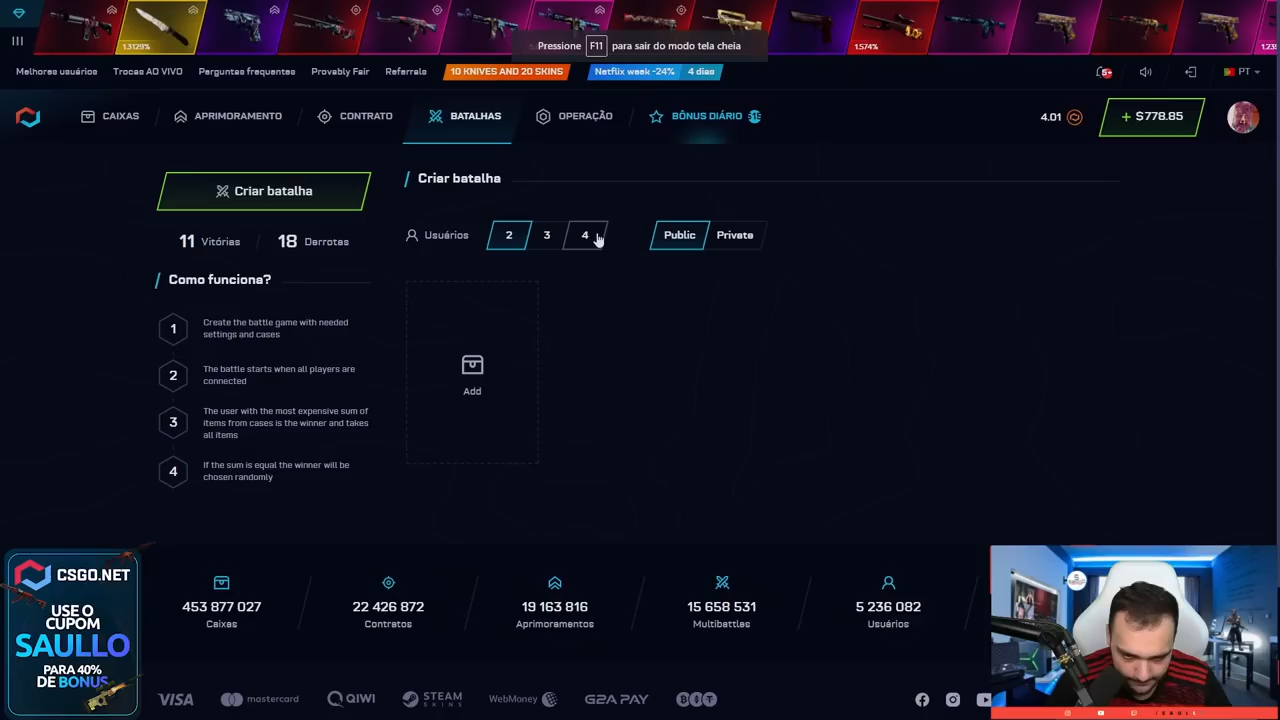 1.3129%
1.574%
Pressione F11 para sair do modo tela cheia
Melhores usuários
Trocas AO VIVO
Perguntas frequentes
Provably Fair
Referrals
10 KNIVES AND 20 SKINS
Netflix week -24%
4 dias
5+
PT
CAIXAS
APRIMORAMENTO
CONTRATO
BATALHAS
OPERAÇÃO
BÔNUS DIÁRIO
4.01
+ $778.85
Criar batalha
11 Vitórias
18 Derrotas
Como funciona?
1
Create the battle game with needed
settings and cases
2
The battle starts when all players are
connected
3
The user with the most expensive sum of
items from cases is the winner and takes
all items
4
If the sum is equal the winner will be
chosen randomly
Criar batalha
Usuários
2
3
4
Public
Private
Add
CSGO.NET
USE O
CUPOM
SAULLO
PARA 40%
DE BONUS
453 877 027
Caixas
22 426 872
Contratos
19 163 816
Aprimoramentos
15 658 531
Multibattles
5 236 082
Usuários
VISA
mastercard
QIWI
STEAM
SKINS
WebMoney
G2A PAY